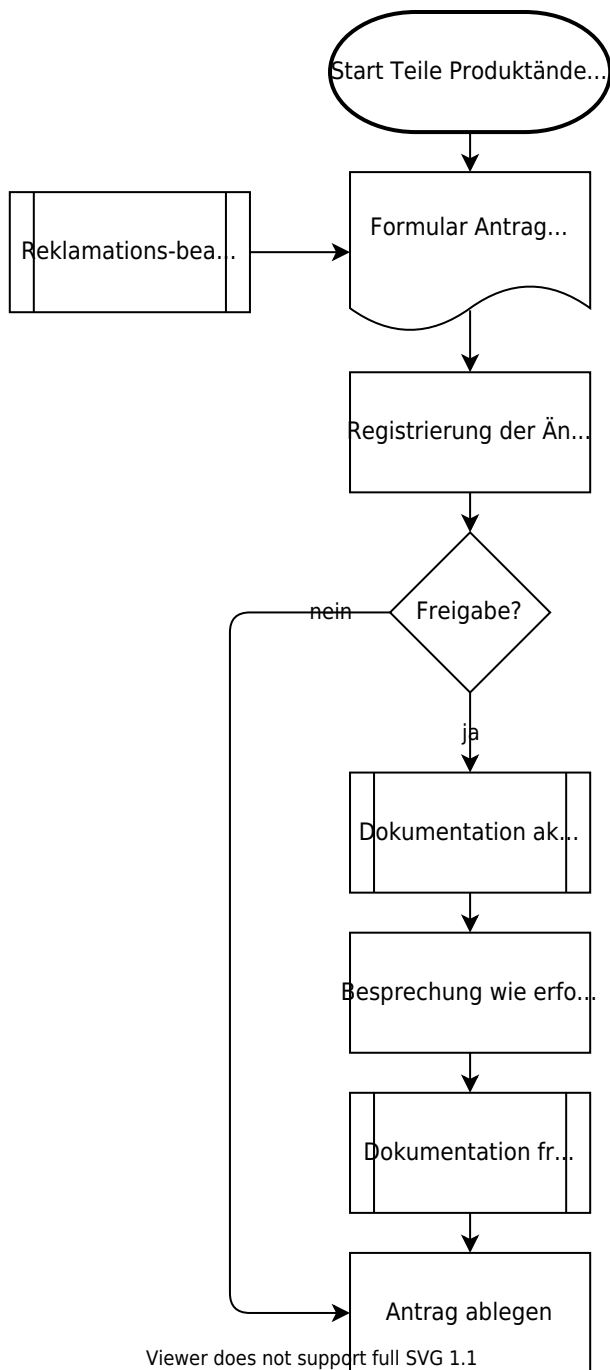 Start Teile Produktände...
Formular Antrag...
Reklamations-bea...
Registrierung der Än...
Freigabe?
nein
ja
Dokumentation ak...
Besprechung wie erfo...
Dokumentation fr...
Antrag ablegen
Viewer does not support full SVG 1.1